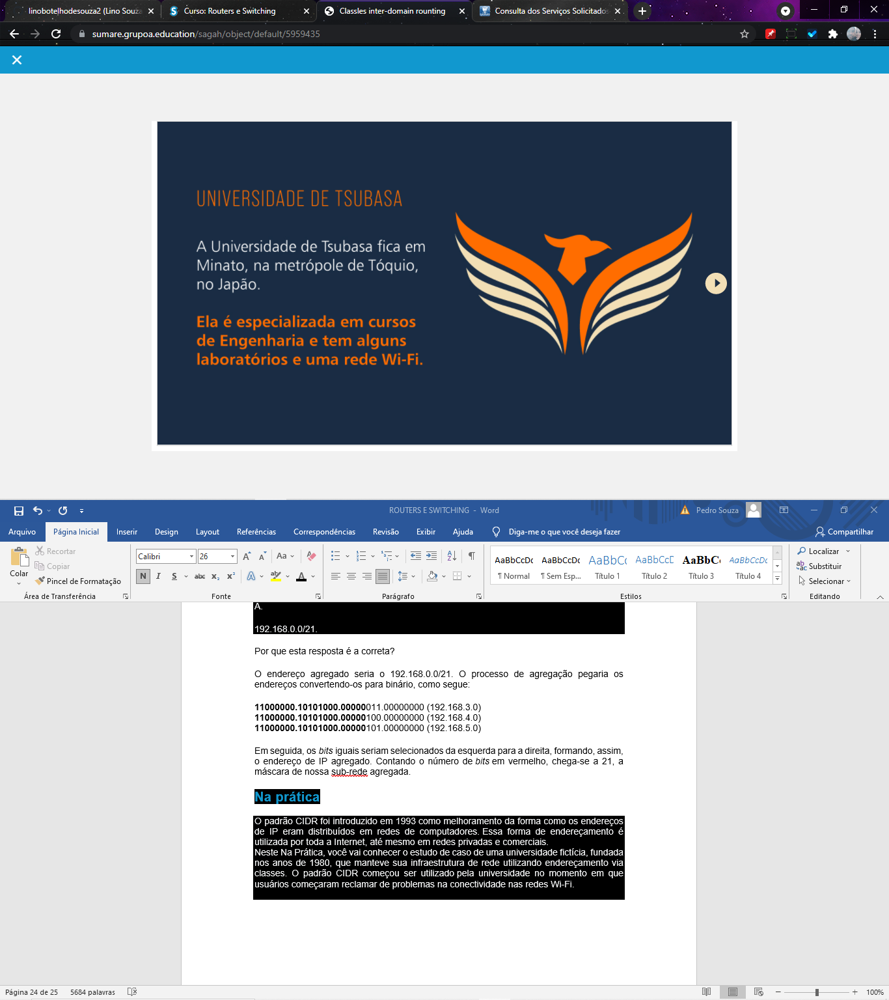 linobotelhodesouza2 (Lino Souza
Curso: Routers e Switching
Classles inter-domain rounting
Consulta dos Serviços Solicitados
sumare.grupoa.education/sagah/object/default/5959435
UNIVERSIDADE DE TSUBASA
A Universidade de Tsubasa fica em
Minato, na metrópole de Tóquio,
no Japão.
Ela é especializada em cursos
de Engenharia e tem alguns
laboratórios e uma rede Wi-Fi.
ROUTERS E SWITCHING - Word
Pedro Souza
Arquivo Página Inicial Inserir Design Layout Referências Correspondências Revisão Exibir Ajuda Diga-me o que você deseja fazer Compartilhar
Colar
Recortar
Copiar
Pincel de Formatação
Área de Transferência
Calibri 26
N I S abc x₂ x²
Fonte
Parágrafo
AaBbCcDc AaBbCcDc AaBbCc AaBbCcD AaBbCc AaBbCcDc
¶ Normal ¶ Sem Esp... Título 1 Título 2 Título 3 Título 4
Estilos
Localizar
Substituir
Selecionar
Editando
A.
192.168.0.0/21.
Por que esta resposta é a correta?
O endereço agregado seria o 192.168.0.0/21. O processo de agregação pegaria os
endereços convertendo-os para binário, como segue:
11000000.10101000.00000011.00000000 (192.168.3.0)
11000000.10101000.00000100.00000000 (192.168.4.0)
11000000.10101000.00000101.00000000 (192.168.5.0)
Em seguida, os bits iguais seriam selecionados da esquerda para a direita, formando, assim,
o endereço de IP agregado. Contando o número de bits em vermelho, chega-se a 21, a
máscara de nossa sub-rede agregada.
Na prática
O padrão CIDR foi introduzido em 1993 como melhoramento da forma como os endereços
de IP eram distribuídos em redes de computadores. Essa forma de endereçamento é
utilizada por toda a Internet, até mesmo em redes privadas e comerciais.
Neste Na Prática, você vai conhecer o estudo de caso de uma universidade fictícia, fundada
nos anos de 1980, que manteve sua infraestrutura de rede utilizando endereçamento via
classes. O padrão CIDR começou ser utilizado pela universidade no momento em que
usuários começaram reclamar de problemas na conectividade nas redes Wi-Fi.
Página 24 de 25 5684 palavras 100%